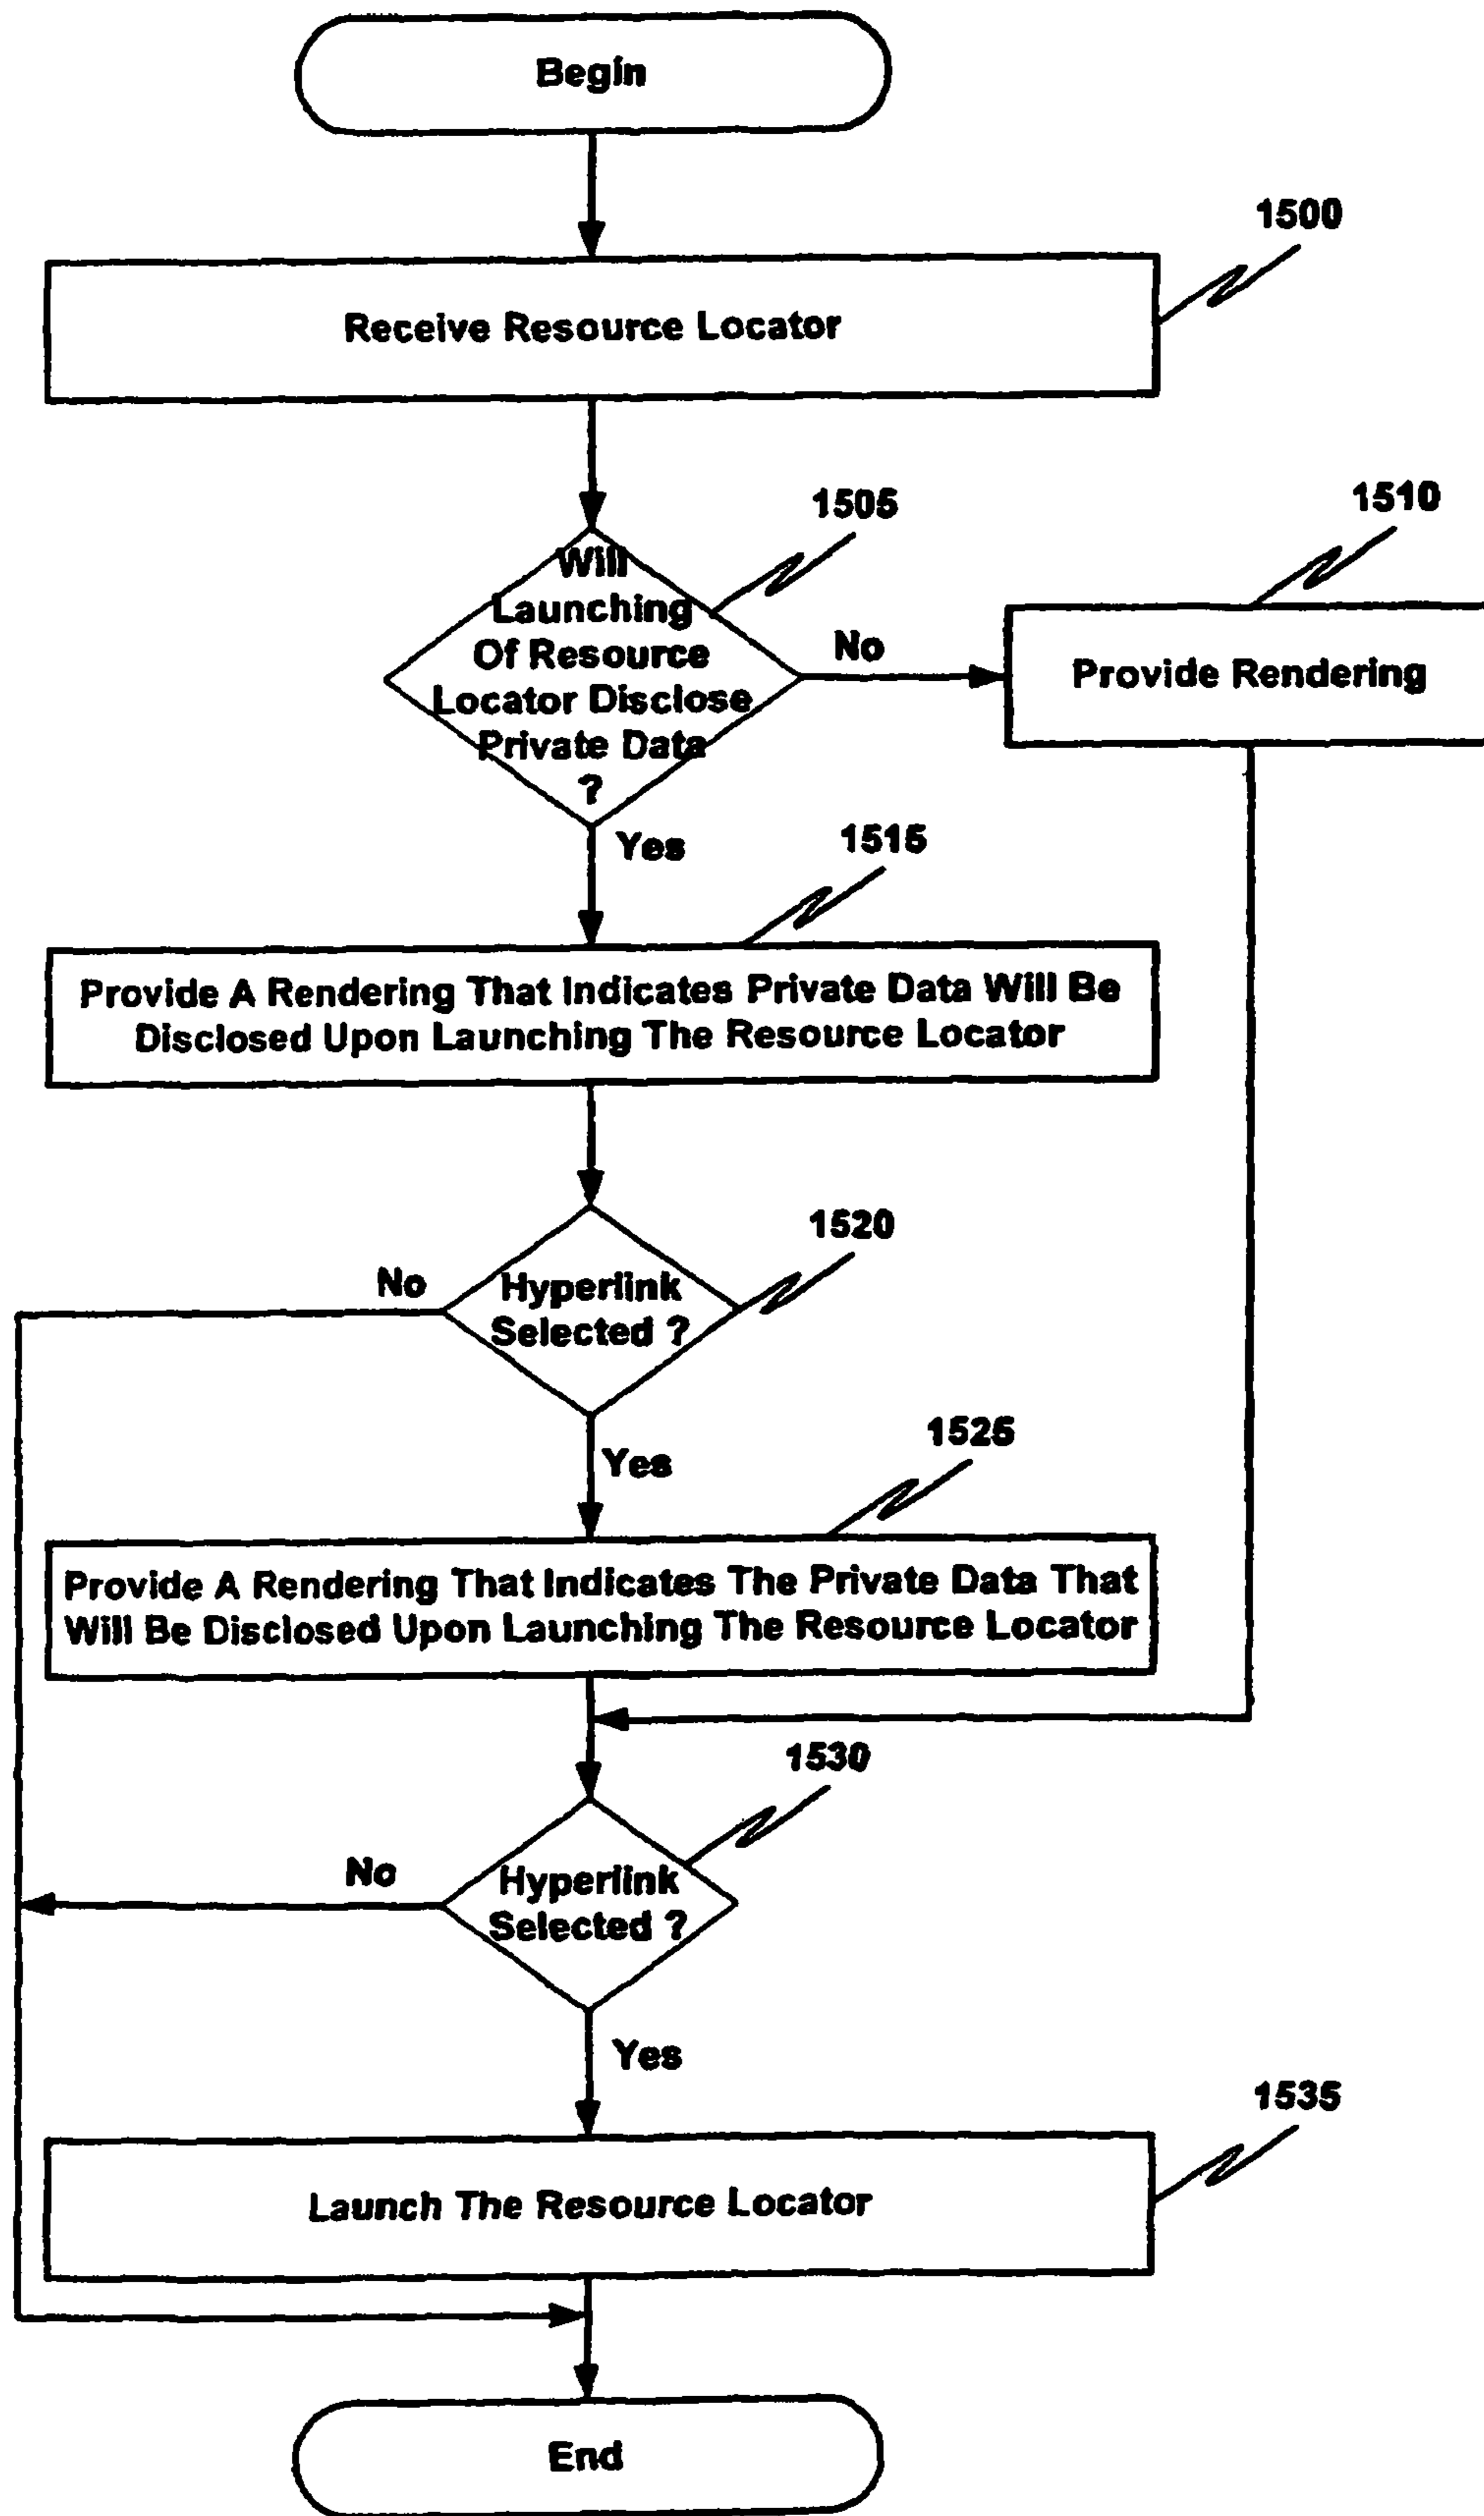 Begin
1500
Receive Resource Locator
1505
1510
Will
Launching
Of Resource
Locator Disclose
Private Data
?
No
Provide Rendering
Yes
1515
Provide A Rendering That Indicates Private Data Will Be
Disclosed Upon Launching The Resource Locator
1520
No
Hyperlink
Selected ?
Yes
1525
Provide A Rendering That Indicates The Private Data That
Will Be Disclosed Upon Launching The Resource Locator
1530
No
Hyperlink
Selected ?
Yes
1535
Launch The Resource Locator
End